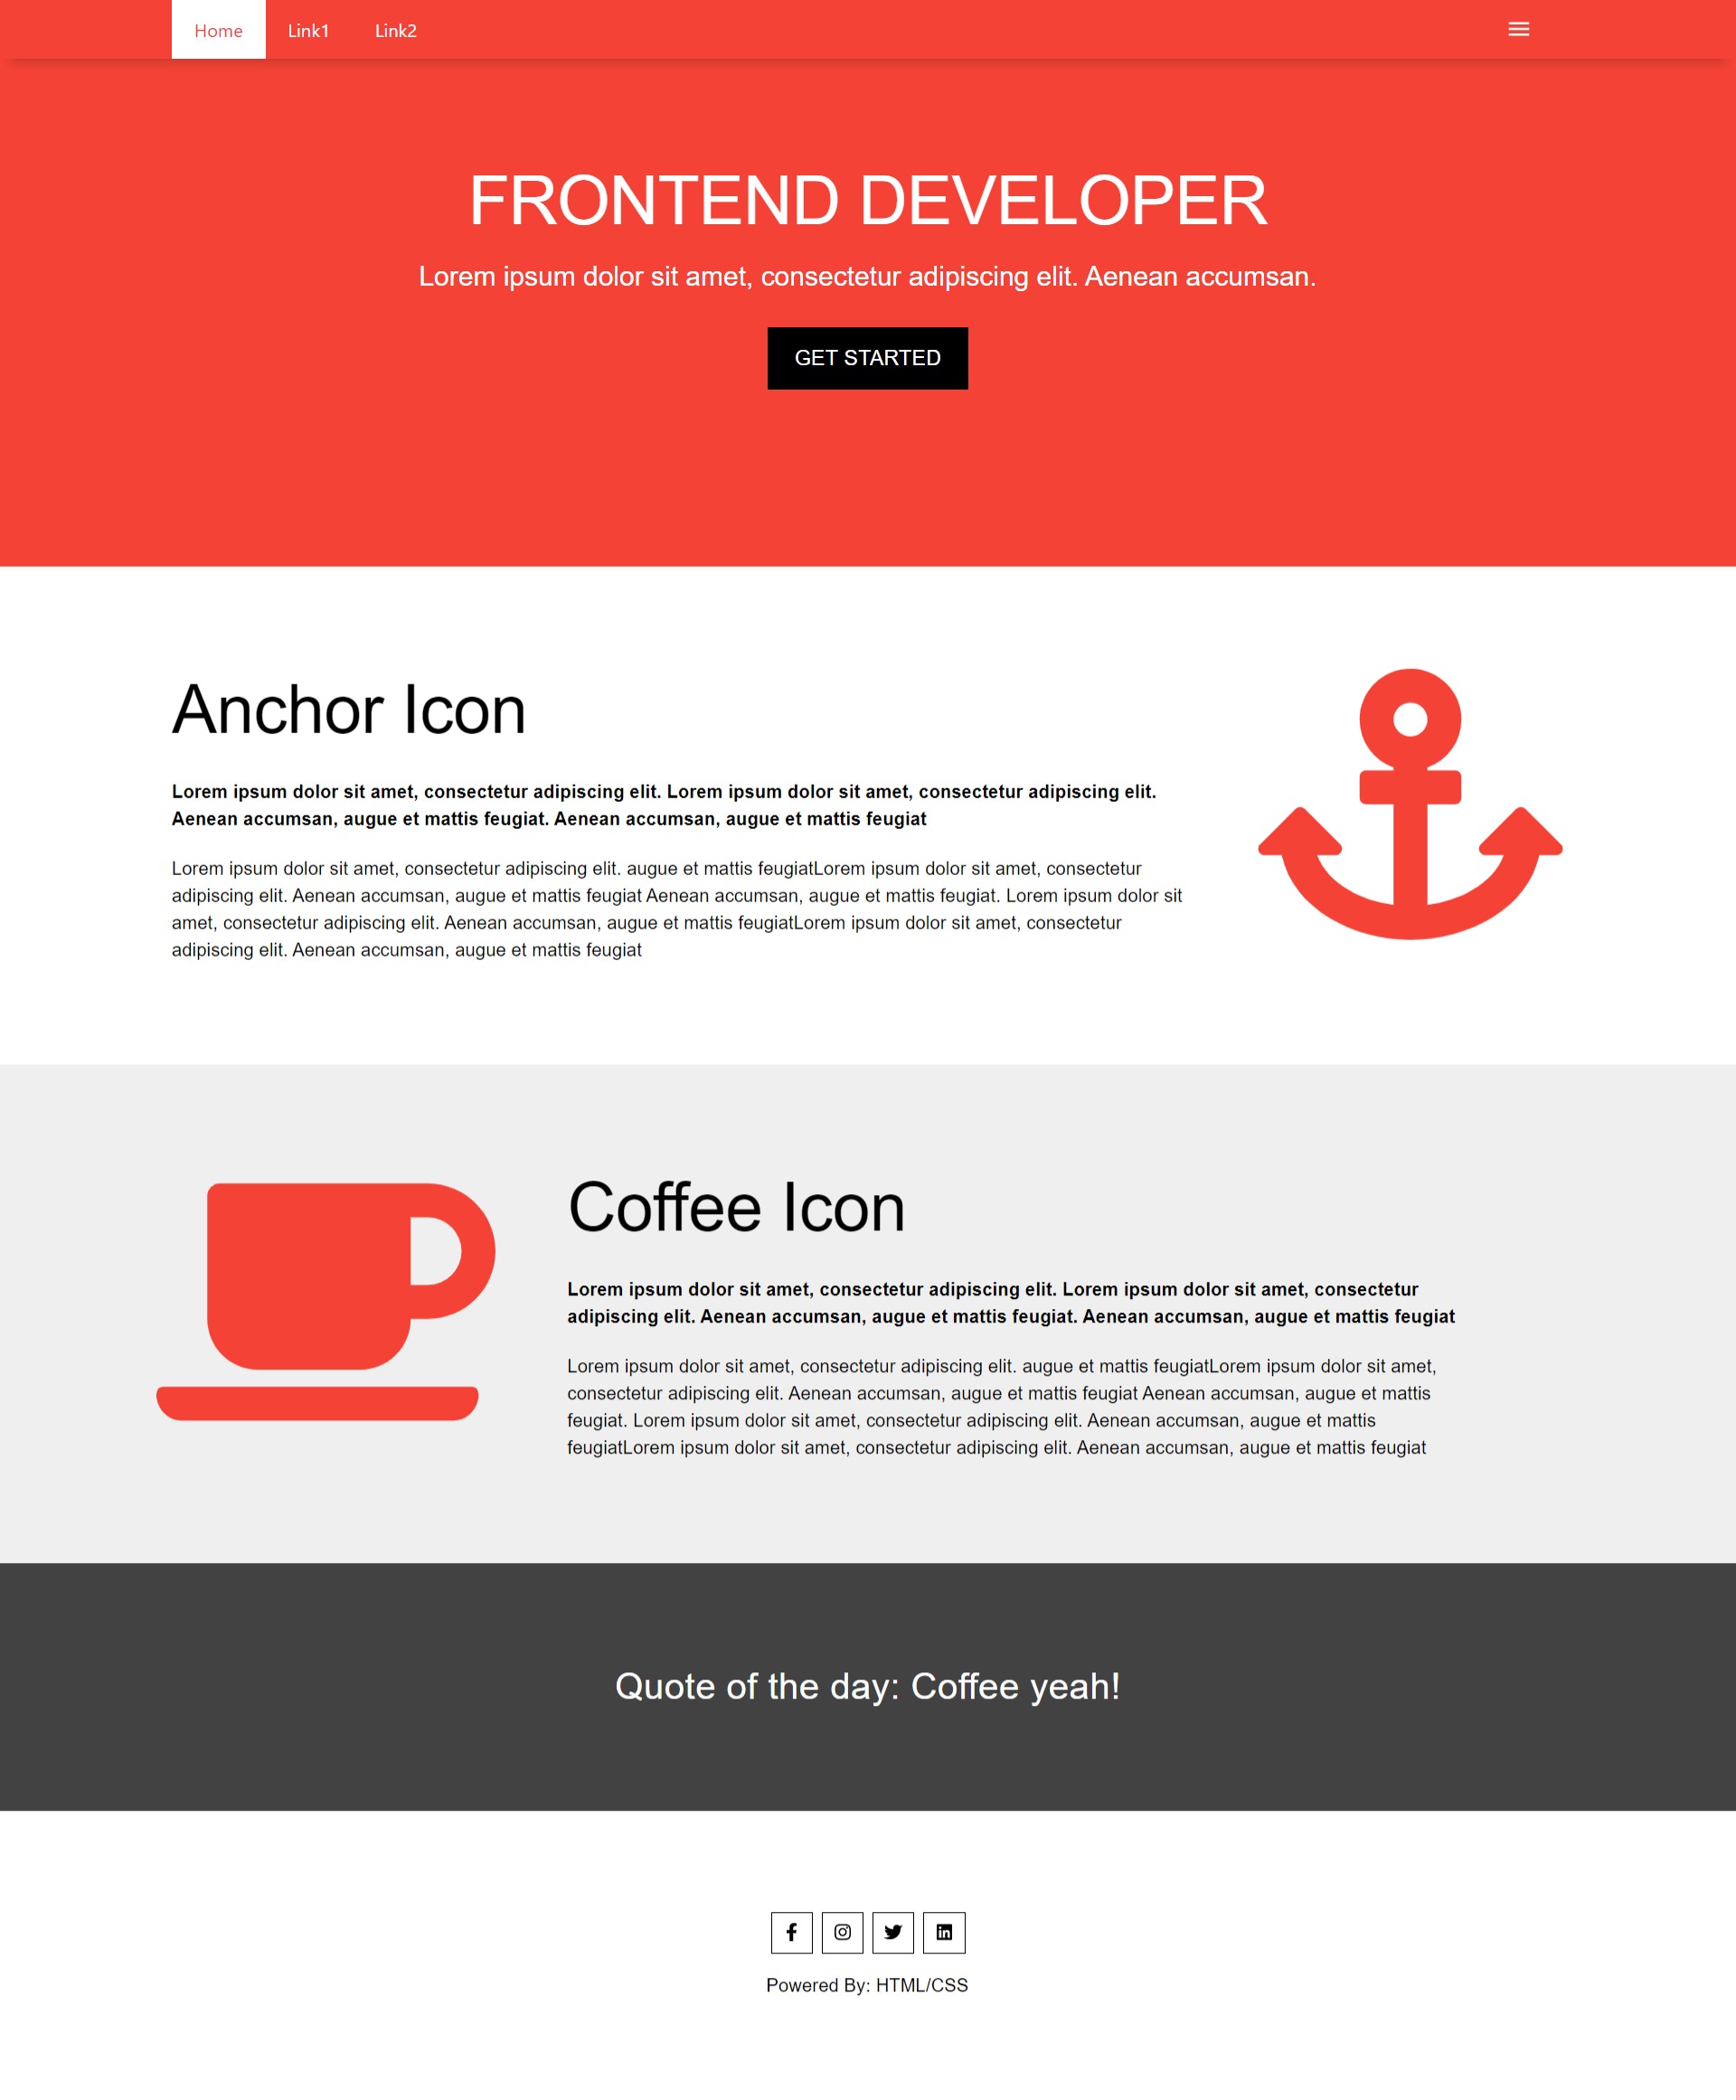 Home Link1 Link2
FRONTEND DEVELOPER
Lorem ipsum dolor sit amet, consectetur adipiscing elit. Aenean accumsan.
GET STARTED
Anchor Icon
Lorem ipsum dolor sit amet, consectetur adipiscing elit. Lorem ipsum dolor sit amet, consectetur adipiscing elit.
Aenean accumsan, augue et mattis feugiat. Aenean accumsan, augue et mattis feugiat
Lorem ipsum dolor sit amet, consectetur adipiscing elit. augue et mattis feugiatLorem ipsum dolor sit amet, consectetur
adipiscing elit. Aenean accumsan, augue et mattis feugiat Aenean accumsan, augue et mattis feugiat. Lorem ipsum dolor sit
amet, consectetur adipiscing elit. Aenean accumsan, augue et mattis feugiatLorem ipsum dolor sit amet, consectetur
adipiscing elit. Aenean accumsan, augue et mattis feugiat
Coffee Icon
Lorem ipsum dolor sit amet, consectetur adipiscing elit. Lorem ipsum dolor sit amet, consectetur
adipiscing elit. Aenean accumsan, augue et mattis feugiat. Aenean accumsan, augue et mattis feugiat
Lorem ipsum dolor sit amet, consectetur adipiscing elit. augue et mattis feugiatLorem ipsum dolor sit amet,
consectetur adipiscing elit. Aenean accumsan, augue et mattis feugiat Aenean accumsan, augue et mattis
feugiat. Lorem ipsum dolor sit amet, consectetur adipiscing elit. Aenean accumsan, augue et mattis
feugiatLorem ipsum dolor sit amet, consectetur adipiscing elit. Aenean accumsan, augue et mattis feugiat
Quote of the day: Coffee yeah!
Powered By: HTML/CSS